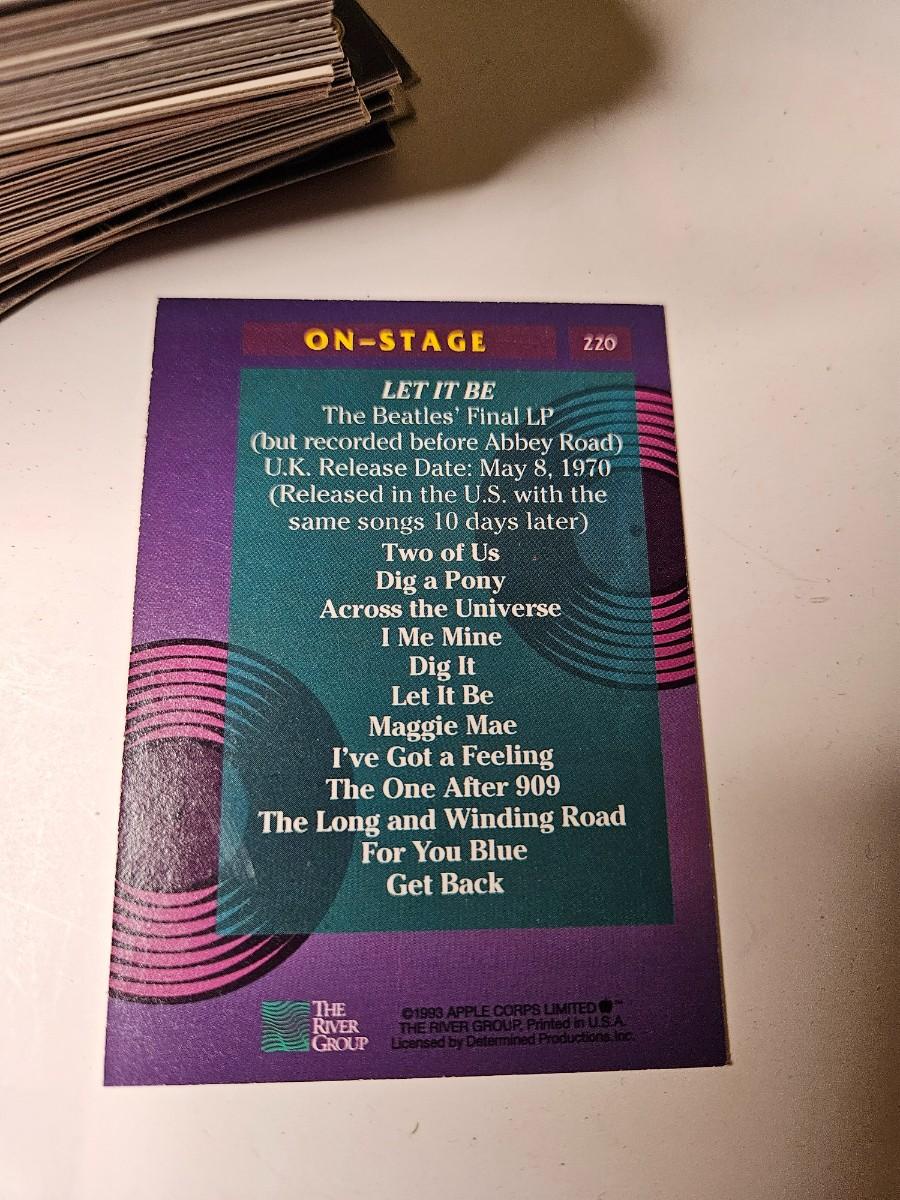 ON-STAGE 220
LET IT BE
The Beatles' Final LP
(but recorded before Abbey Road)
U.K. Release Date: May 8, 1970
(Released in the U.S. with the
same songs 10 days later)
Two of Us
Dig a Pony
Across the Universe
I Me Mine
Dig It
Let It Be
Maggie Mae
I've Got a Feeling
The One After 909
The Long and Winding Road
For You Blue
Get Back
THE
RIVER
GROUP
©1993 APPLE CORPS LIMITED ™
THE RIVER GROUP, Printed in U.S.A.
Licensed by Determined Productions, Inc.